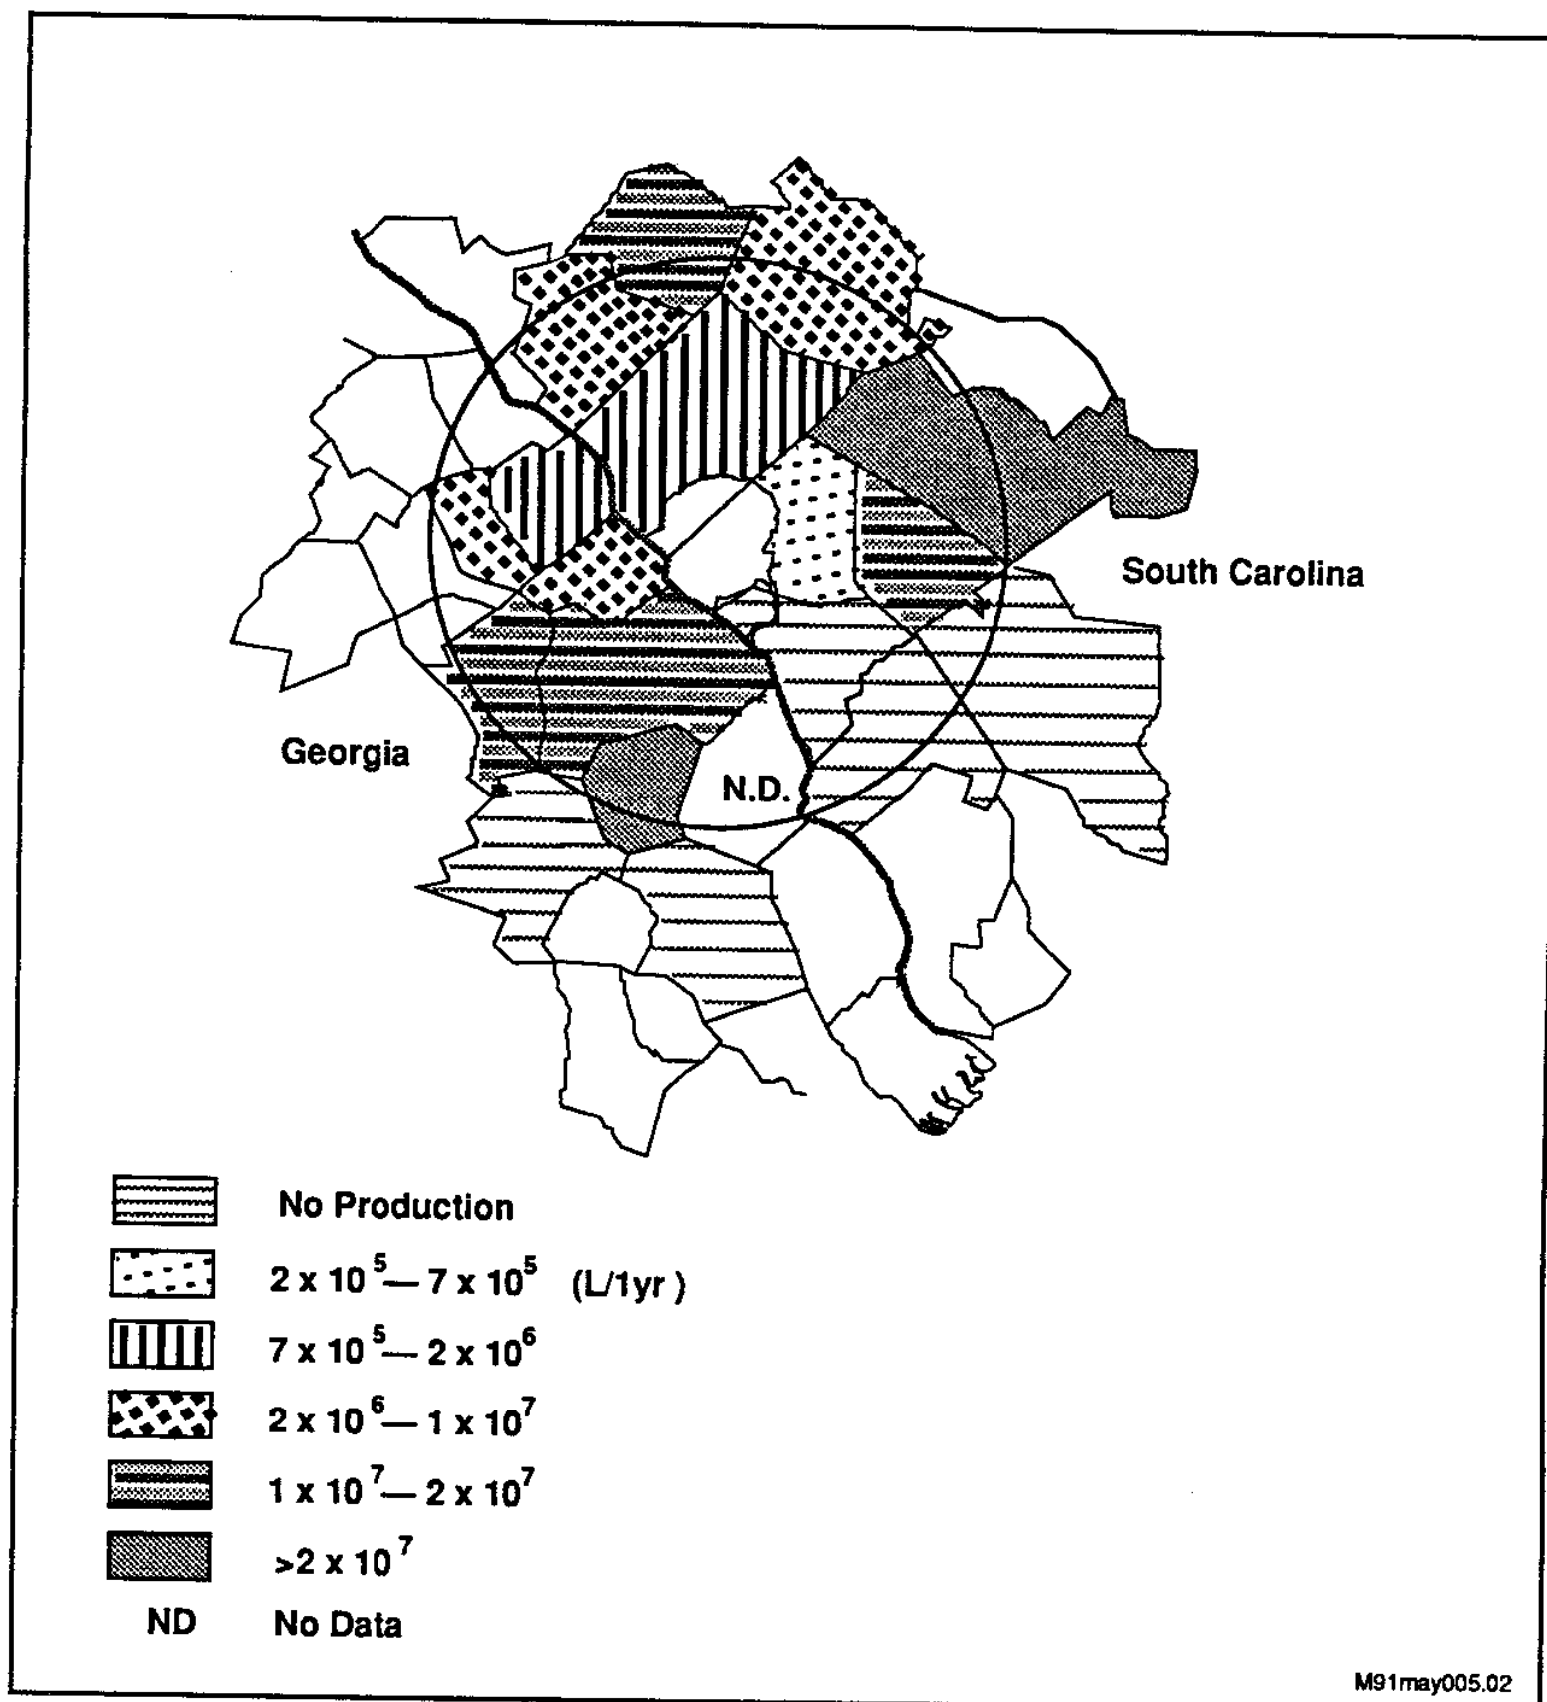 South Carolina
Georgia
N.D.
No Production
2 x 10⁵— 7 x 10⁵ (L/1yr )
7 x 10⁵— 2 x 10⁶
2 x 10⁶— 1 x 10⁷
1 x 10⁷— 2 x 10⁷
>2 x 10⁷
ND No Data
M91may005.02